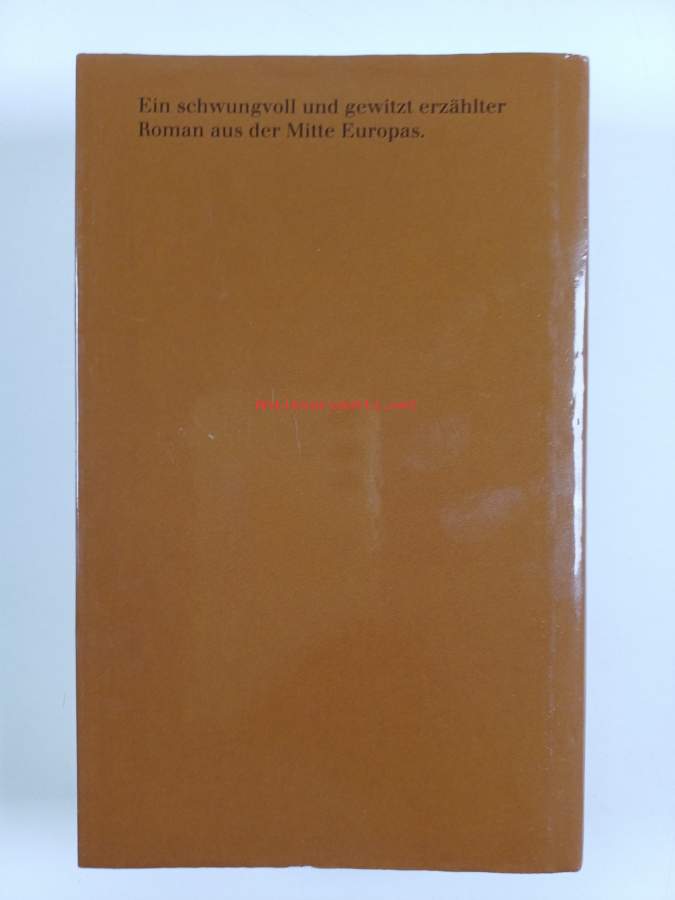 Ein schwungvoll und gewitzt erzählter
Roman aus der Mitte Europas.